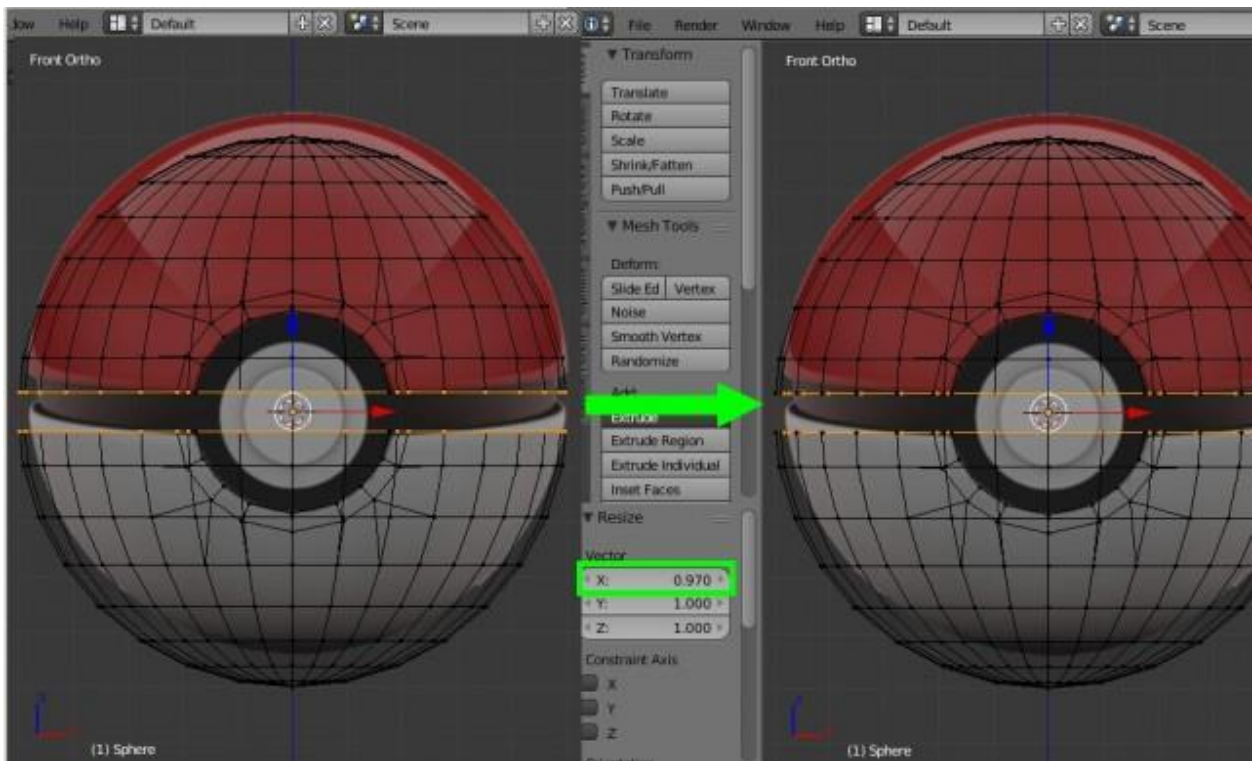 Help Default Scene
Front Ortho
(1) Sphere
File Render Window Help Default Scene
Transform
Translate
Rotate
Scale
Shrink/Fatten
Push/Pull
Mesh Tools
Deform:
Slide Ed Vertex
Noise
Smooth Vertex
Randomize
Add:
Extrude
Extrude Region
Extrude Individual
Inset Faces
Resize
Vector
X: 0.970
Y: 1.000
Z: 1.000
Constraint Axis
X
Y
Z
Front Ortho
(1) Sphere